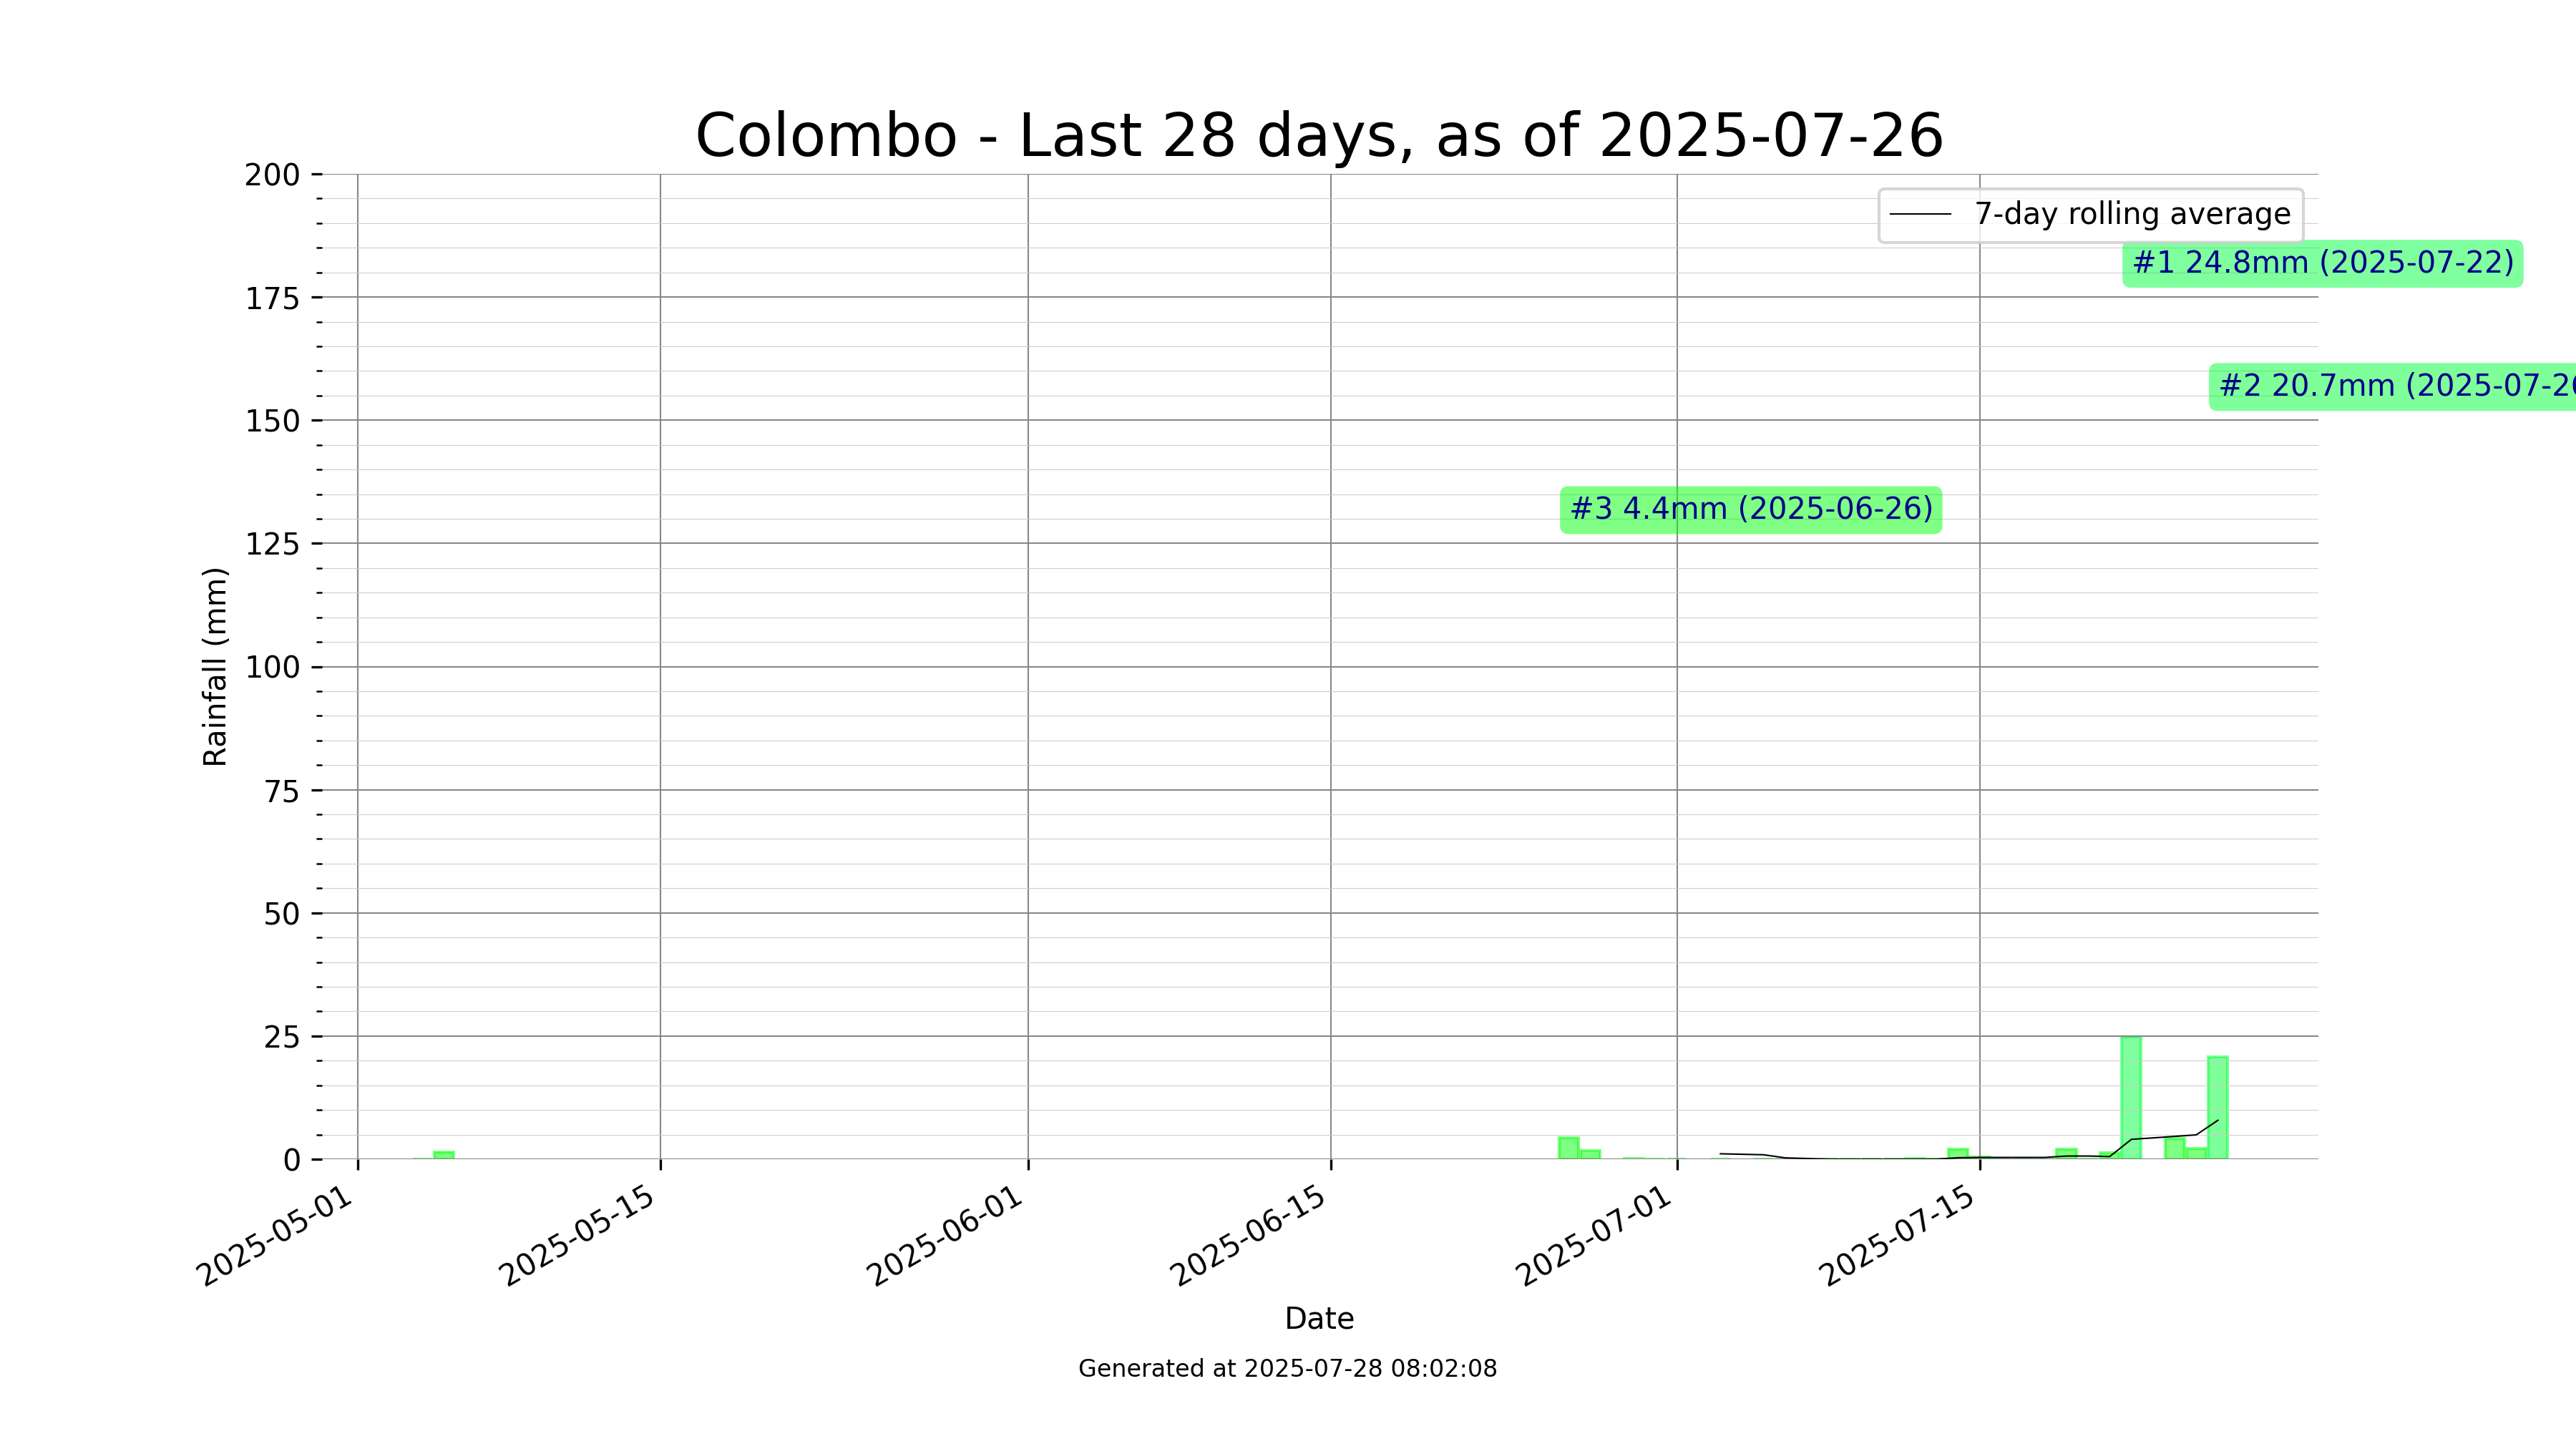 Colombo - Last 28 days, as of 2025-07-26
200
175
150
125
100
75
50
25
0
Rainfall (mm)
7-day rolling average
#1 24.8mm (2025-07-22)
#2 20.7mm (2025-07-26
#3 4.4mm (2025-06-26)
2025-05-01
2025-05-15
2025-06-01
2025-06-15
2025-07-01
2025-07-15
Date
Generated at 2025-07-28 08:02:08